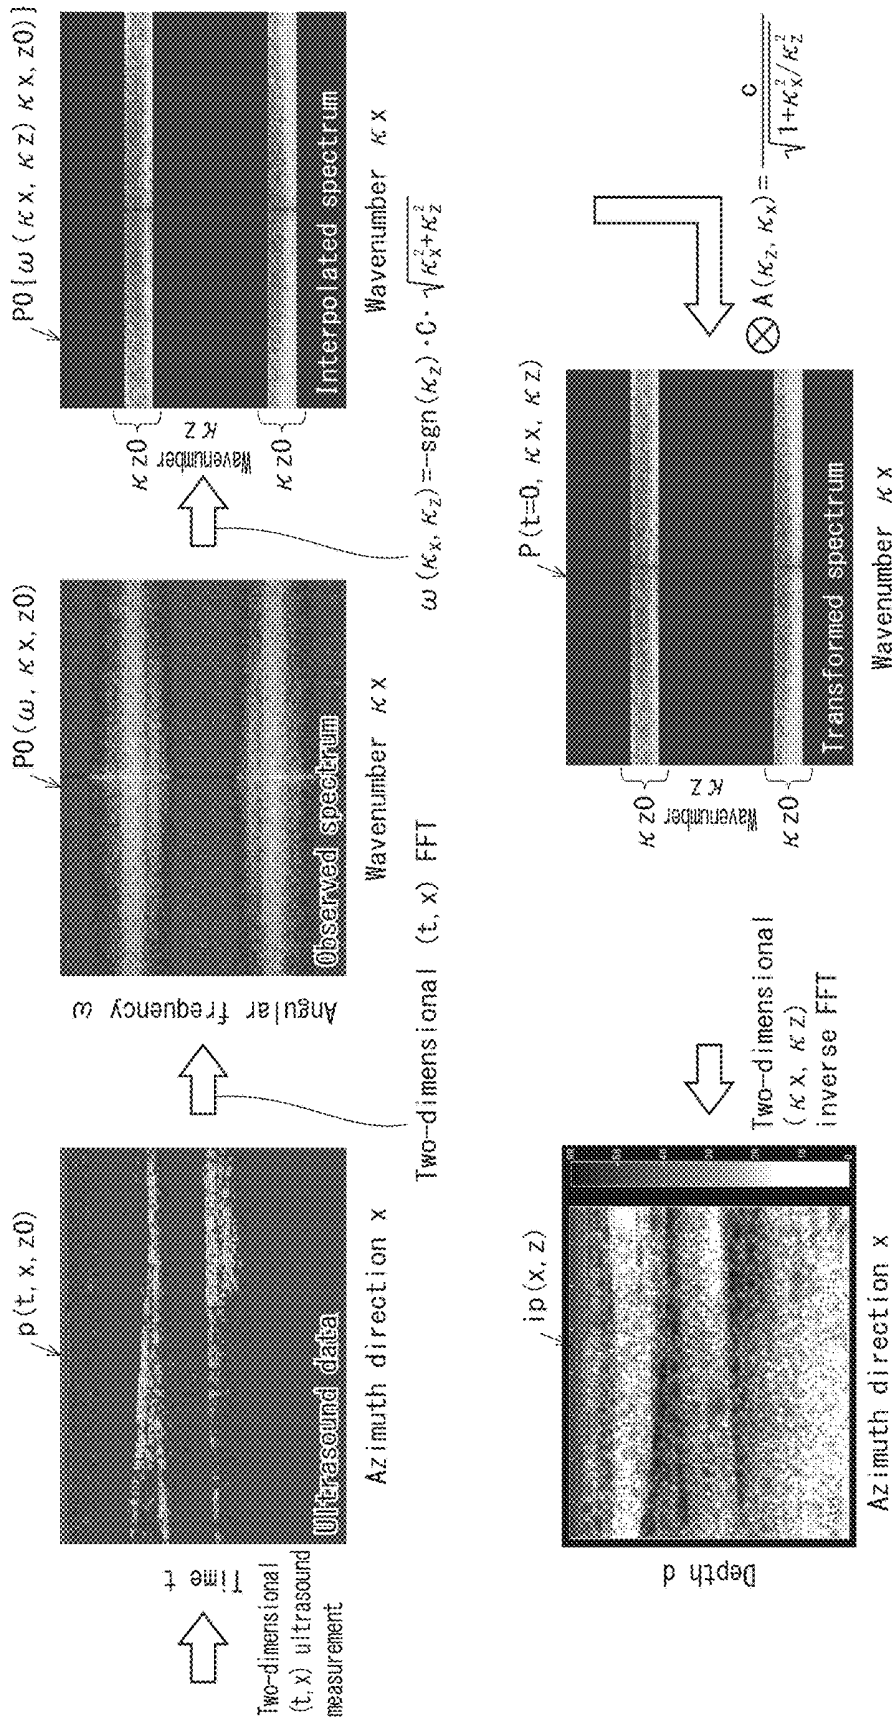 Two-dimensional
(t, x) ultrasound
measurement
p(t, x, z0)
Time t
Ultrasound data
Azimuth direction x
Two-dimensional (t, x) FFT
P0(ω, κx, z0)
Angular frequency ω
Observed spectrum
Wavenumber κx
ω(κx, κz)=-sgn(κz)·C·√κx²+κz²
P0{ω(κx, κz) κx, z0)}
κz0
Wavenumber
κz
κz0
Interpolated spectrum
Wavenumber κx
⊗ A(κz, κx)= c / √1+κx²/κz²
P(t=0, κx, κz)
κz0
Wavenumber
κz
κz0
Transformed spectrum
Wavenumber κx
Two-dimensional
(κx, κz)
inverse FFT
ip(x, z)
Depth d
Azimuth direction x